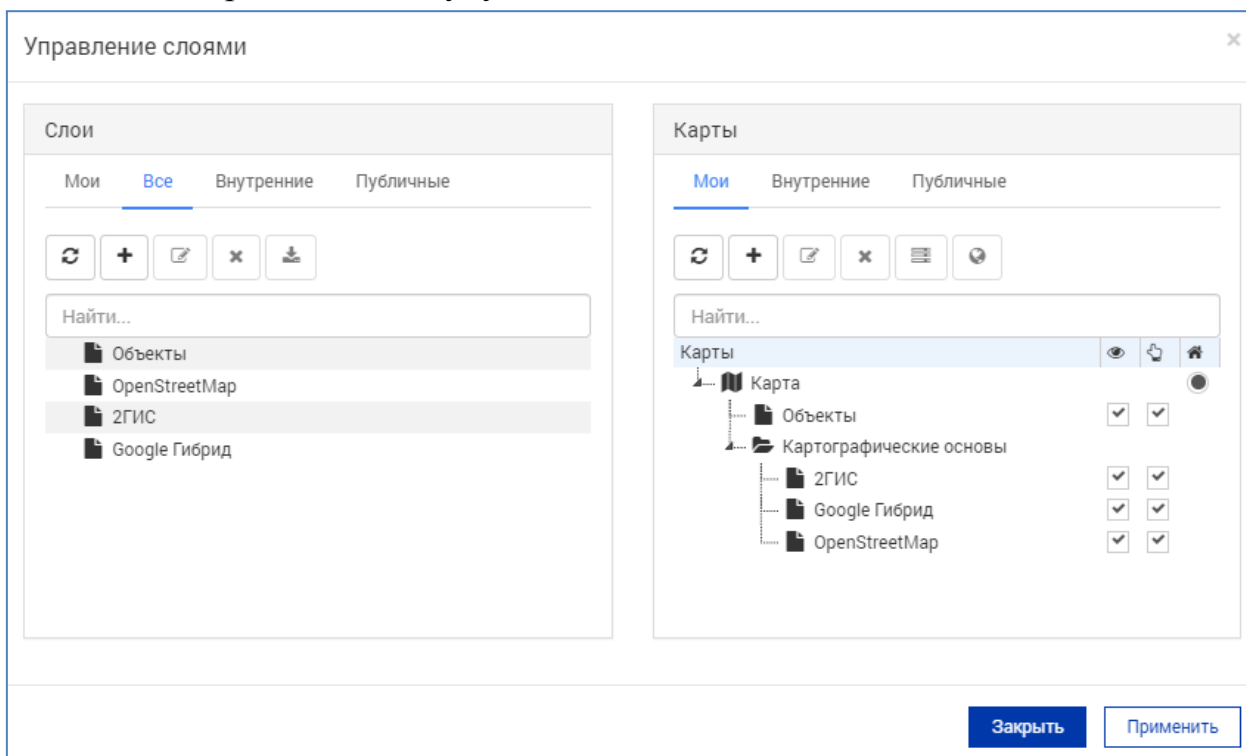 Управление слоями
Слои
Мои Все Внутренние Публичные
Найти...
Объекты
OpenStreetMap
2ГИС
Google Гибрид
Карты
Мои Внутренние Публичные
Найти...
Карты
Карта
Объекты
Картографические основы
2ГИС
Google Гибрид
OpenStreetMap
Закрыть Применить